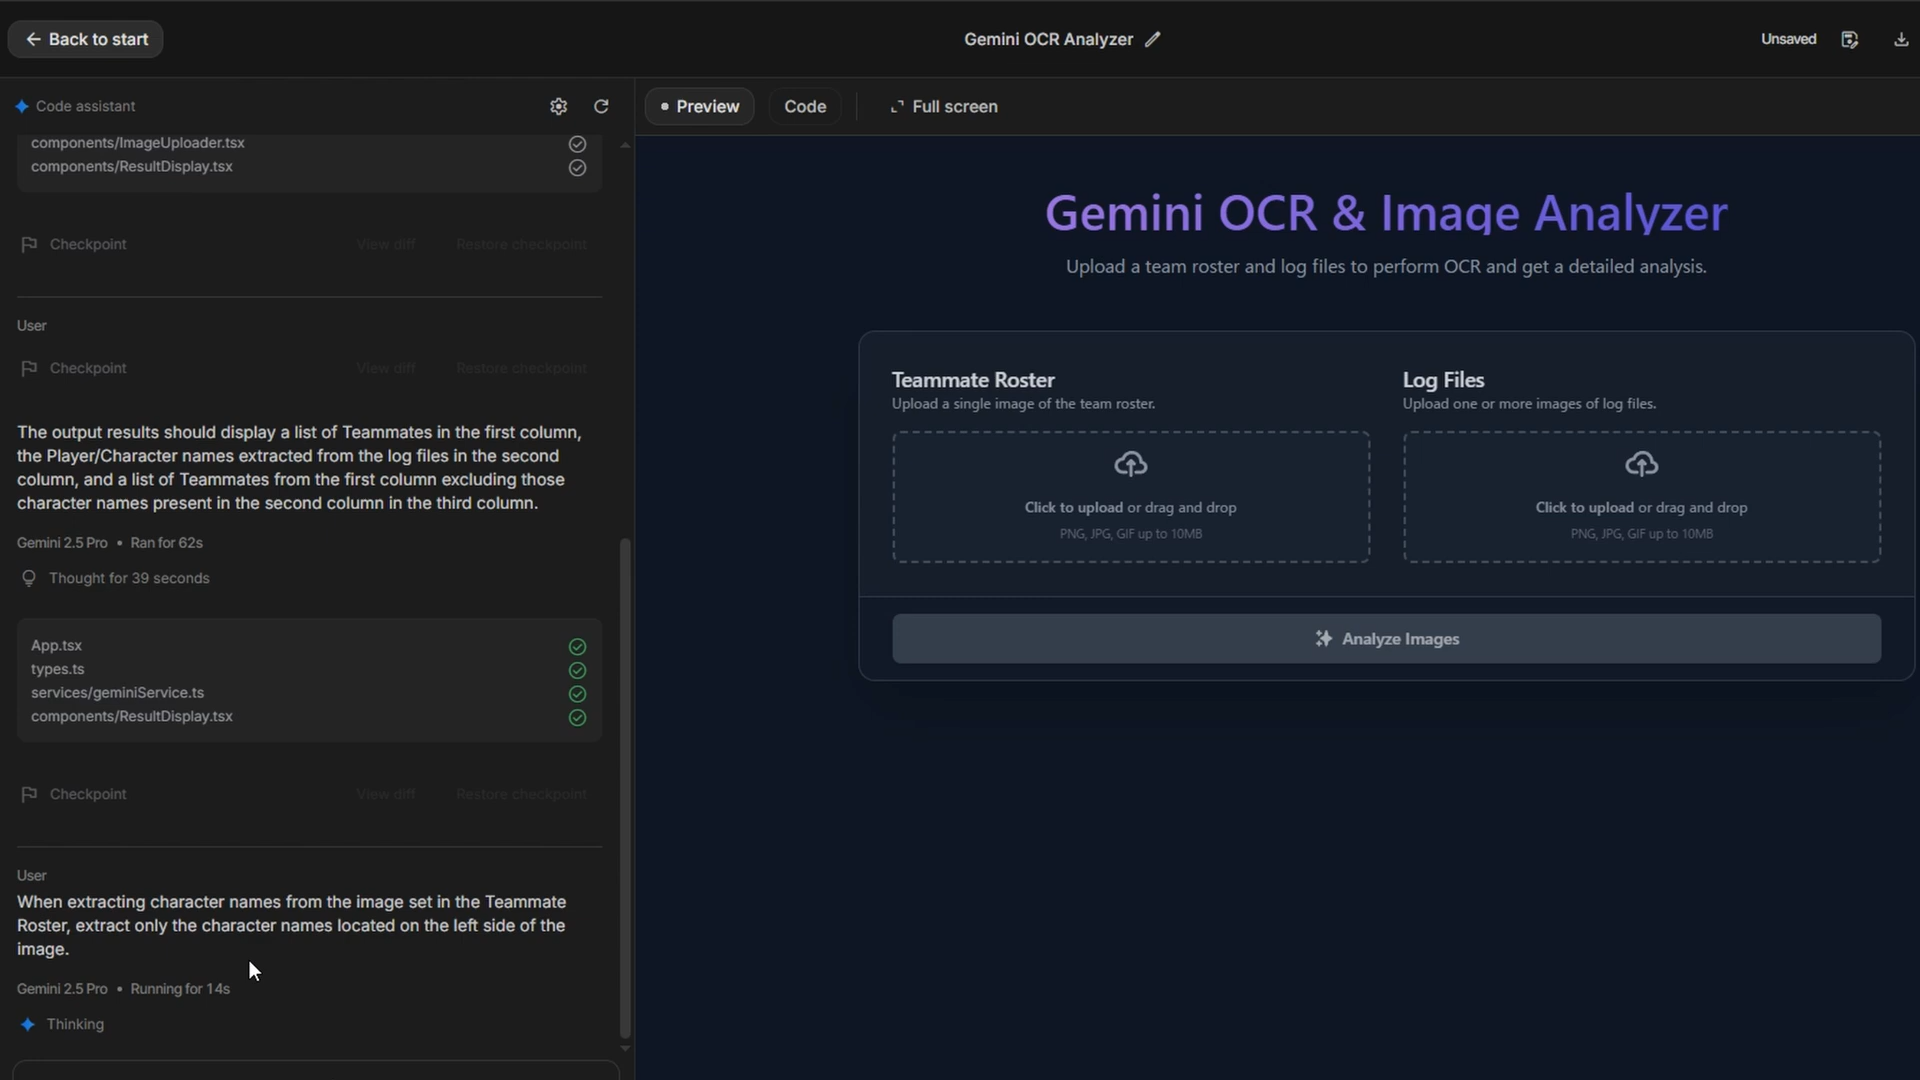 Back to start
Gemini OCR Analyzer
Unsaved
Code assistant
Preview
Code
Full screen
components/ImageUploader.tsx
components/ResultDisplay.tsx
Checkpoint
View diff
Restore checkpoint
User
Checkpoint
View diff
Restore checkpoint
The output results should display a list of Teammates in the first column,
the Player/Character names extracted from the log files in the second
column, and a list of Teammates from the first column excluding those
character names present in the second column in the third column.
Gemini 2.5 Pro • Ran for 62s
Thought for 39 seconds
App.tsx
types.ts
services/geminiService.ts
components/ResultDisplay.tsx
Checkpoint
View diff
Restore checkpoint
User
When extracting character names from the image set in the Teammate
Roster, extract only the character names located on the left side of the
image.
Gemini 2.5 Pro • Running for 14s
Thinking
Gemini OCR & Image Analyzer
Upload a team roster and log files to perform OCR and get a detailed analysis.
Teammate Roster
Upload a single image of the team roster.
Click to upload or drag and drop
PNG, JPG, GIF up to 10MB
Log Files
Upload one or more images of log files.
Click to upload or drag and drop
PNG, JPG, GIF up to 10MB
Analyze Images